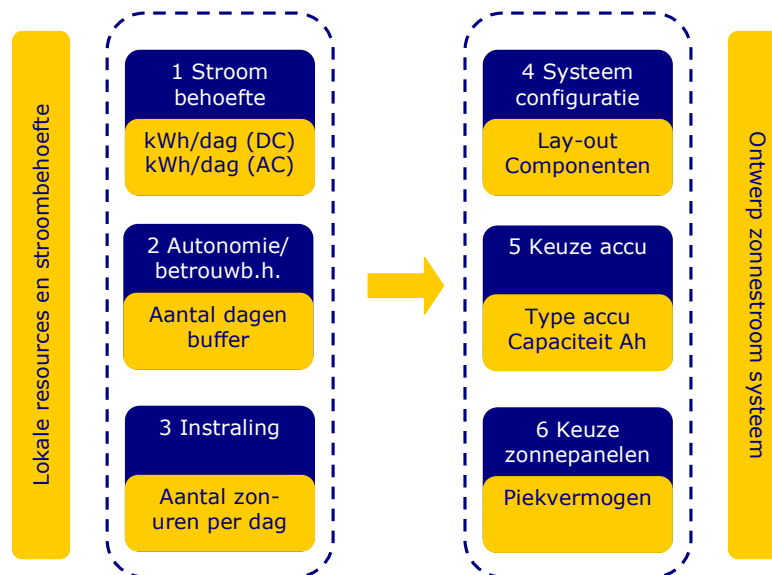 Lokale resources en stroombehoefte
1 Stroom
behoefte
kWh/dag (DC)
kWh/dag (AC)
2 Autonomie/
betrouwb.h.
Aantal dagen
buffer
3 Instraling
Aantal zon-
uren per dag
4 Systeem
configuratie
Lay-out
Componenten
5 Keuze accu
Type accu
Capaciteit Ah
6 Keuze
zonnepanelen
Piekvermogen
Ontwerp zonnestroom systeem